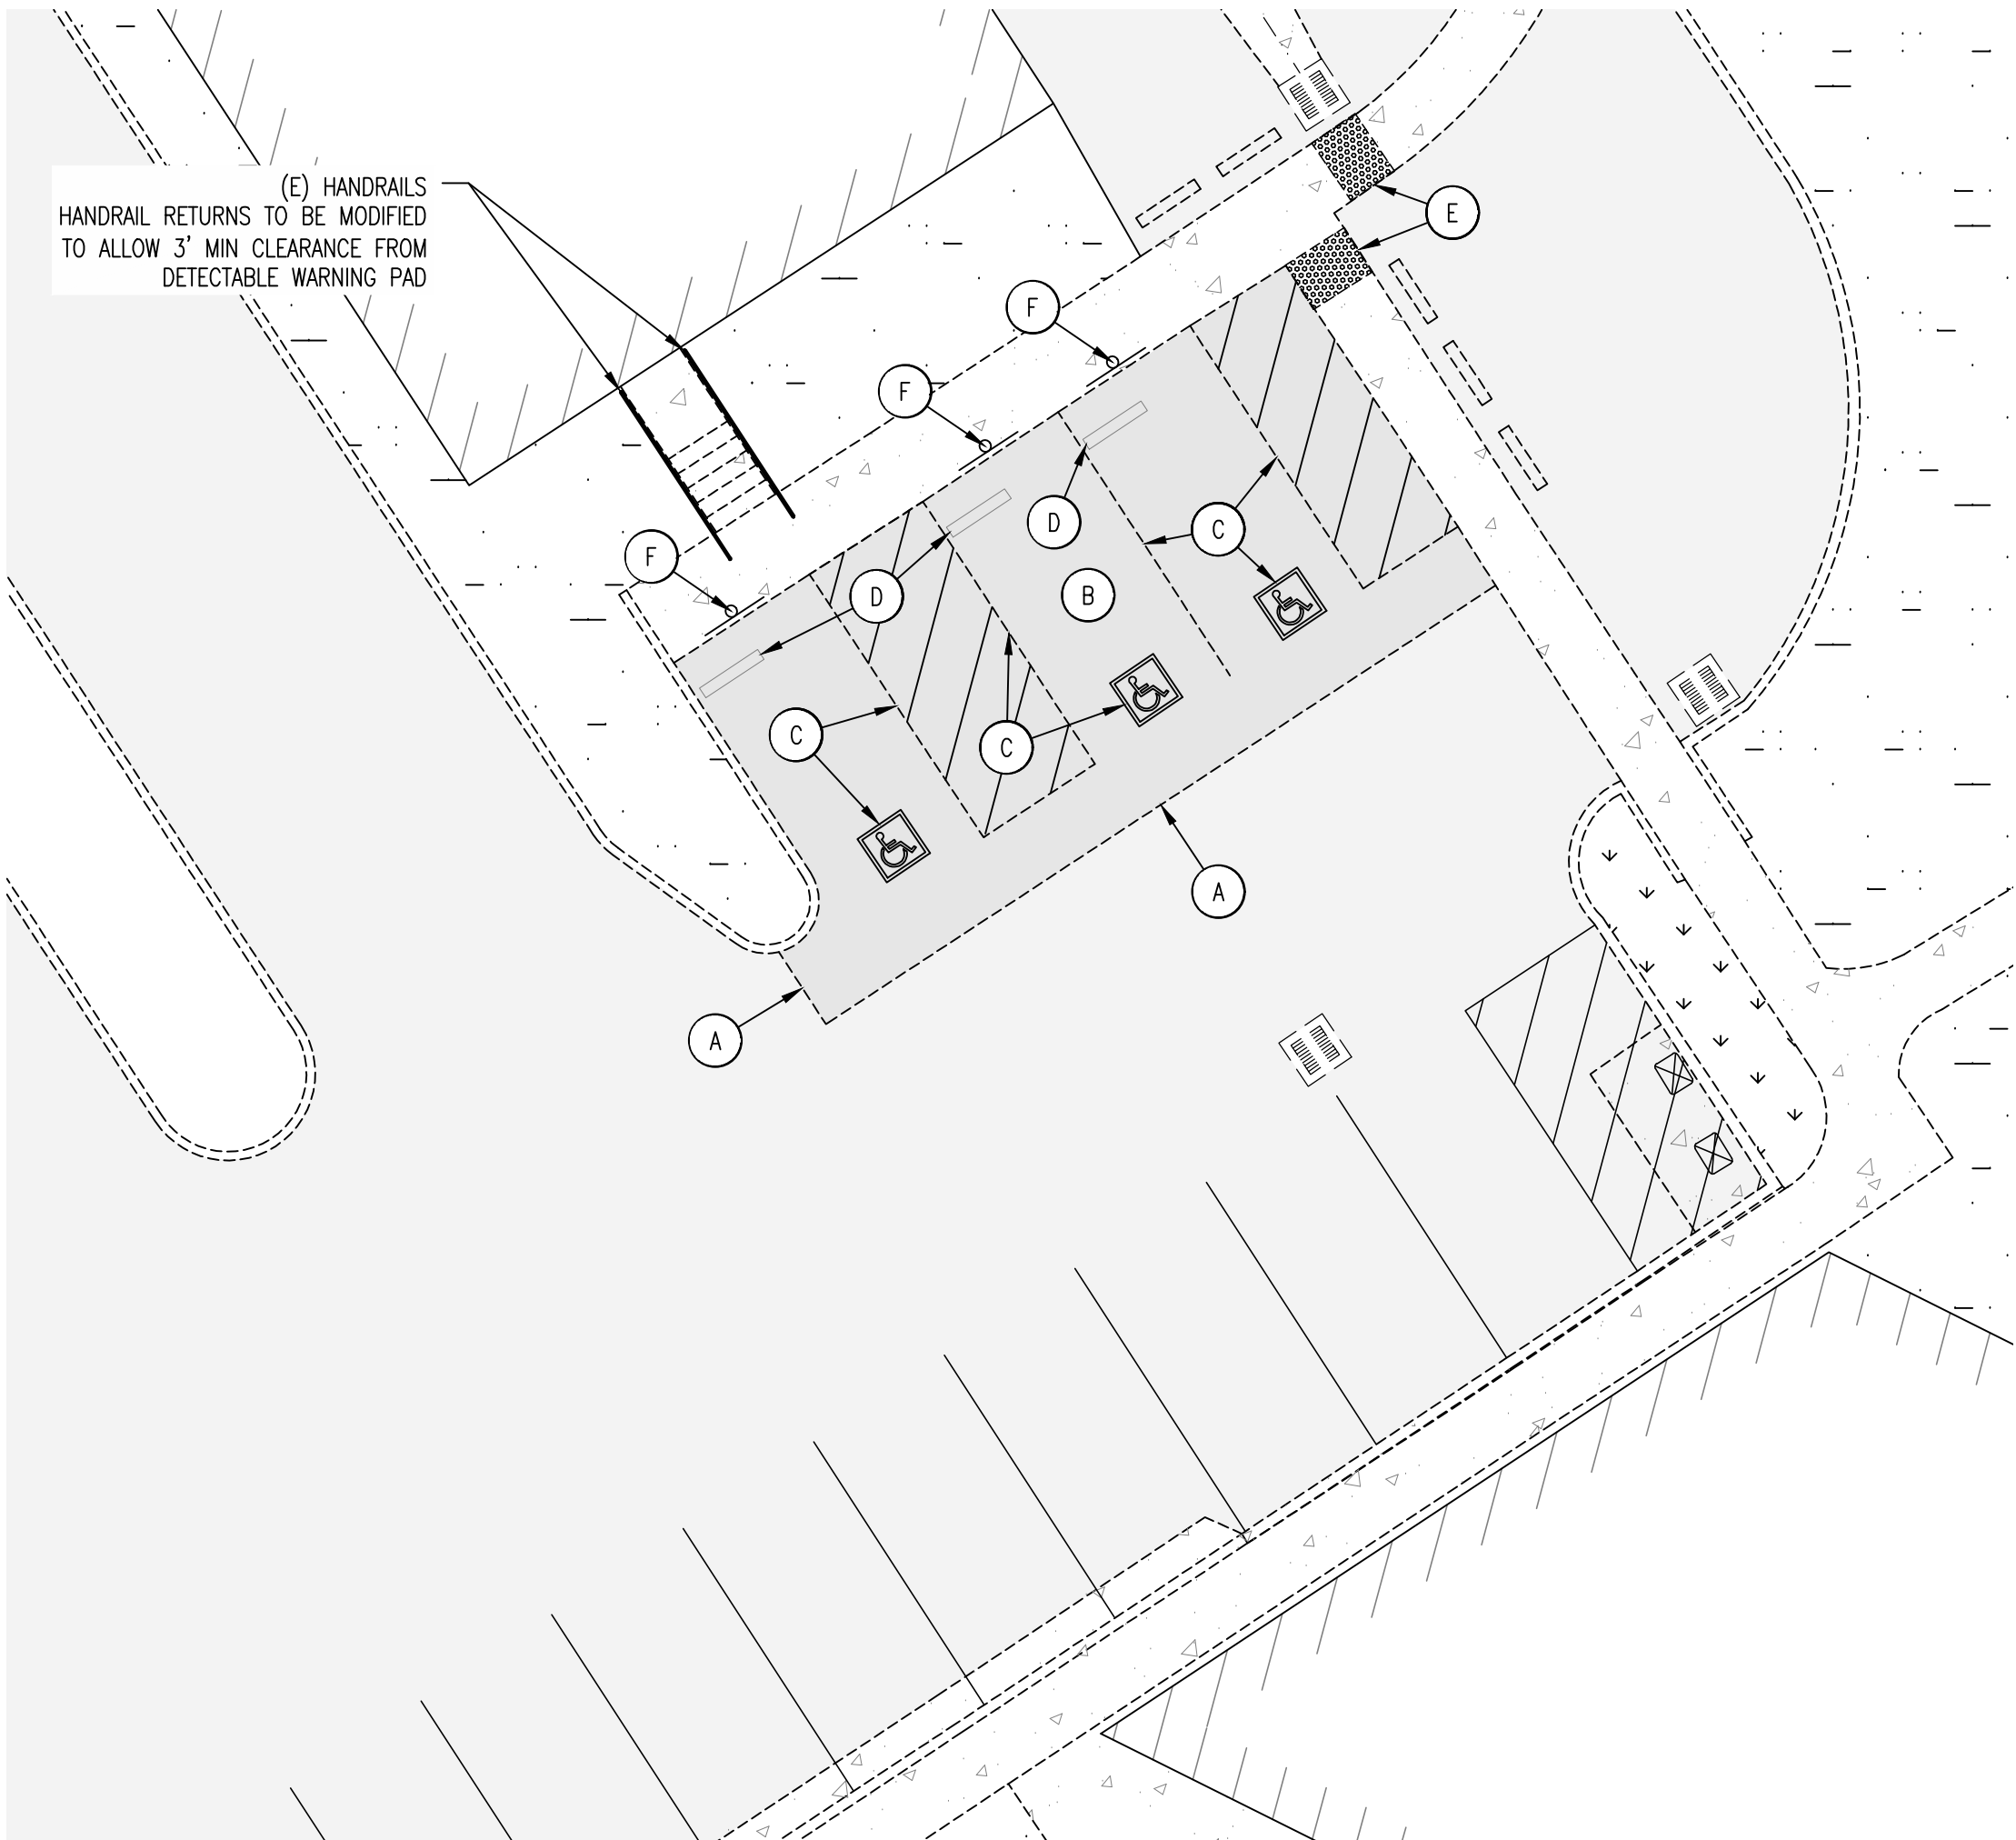 (E) HANDRAILS
HANDRAIL RETURNS TO BE MODIFIED
TO ALLOW 3' MIN CLEARANCE FROM
DETECTABLE WARNING PAD
E
F
F
D
C
F
D
B
C
C
A
A